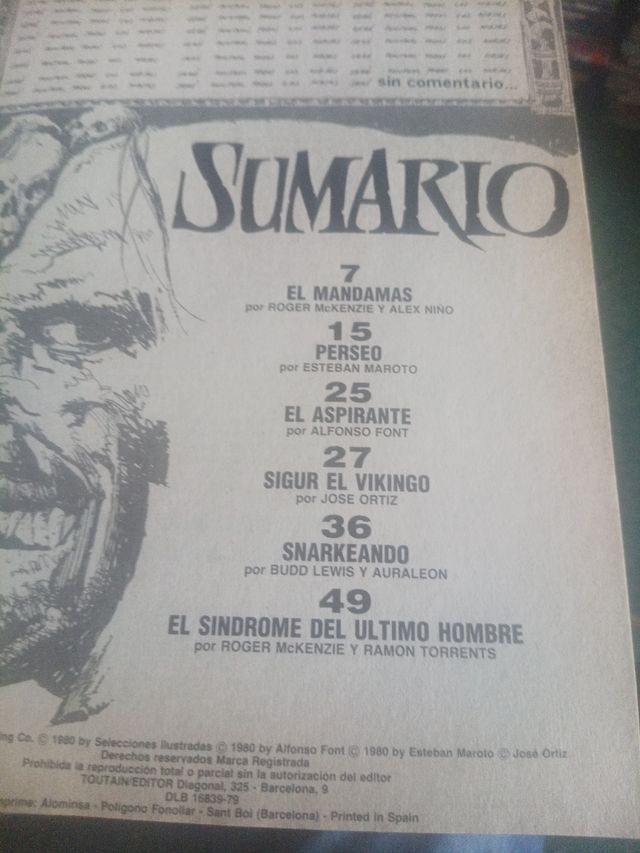 sin comentario...
SUMARIO
7
EL MANDAMAS
por ROGER McKENZIE Y ALEX NIÑO
15
PERSEO
por ESTEBAN MAROTO
25
EL ASPIRANTE
por ALFONSO FONT
27
SIGUR EL VIKINGO
por JOSE ORTIZ
36
SNARKEANDO
por BUDD LEWIS Y AURALEON
49
EL SINDROME DEL ULTIMO HOMBRE
por ROGER McKENZIE Y RAMON TORRENTS
ing Co. © 1980 by Selecciones Ilustradas © 1980 by Alfonso Font © 1980 by Esteban Maroto © José Ortiz
Derechos reservados Marca Registrada
Prohibida la reproducción total o parcial sin la autorización del editor
TOUTAIN/EDITOR Diagonal, 325 - Barcelona, 9
DLB 16839-79
mprime: Alominsa - Polígono Fonollar - Sant Boi (Barcelona) - Printed in Spain